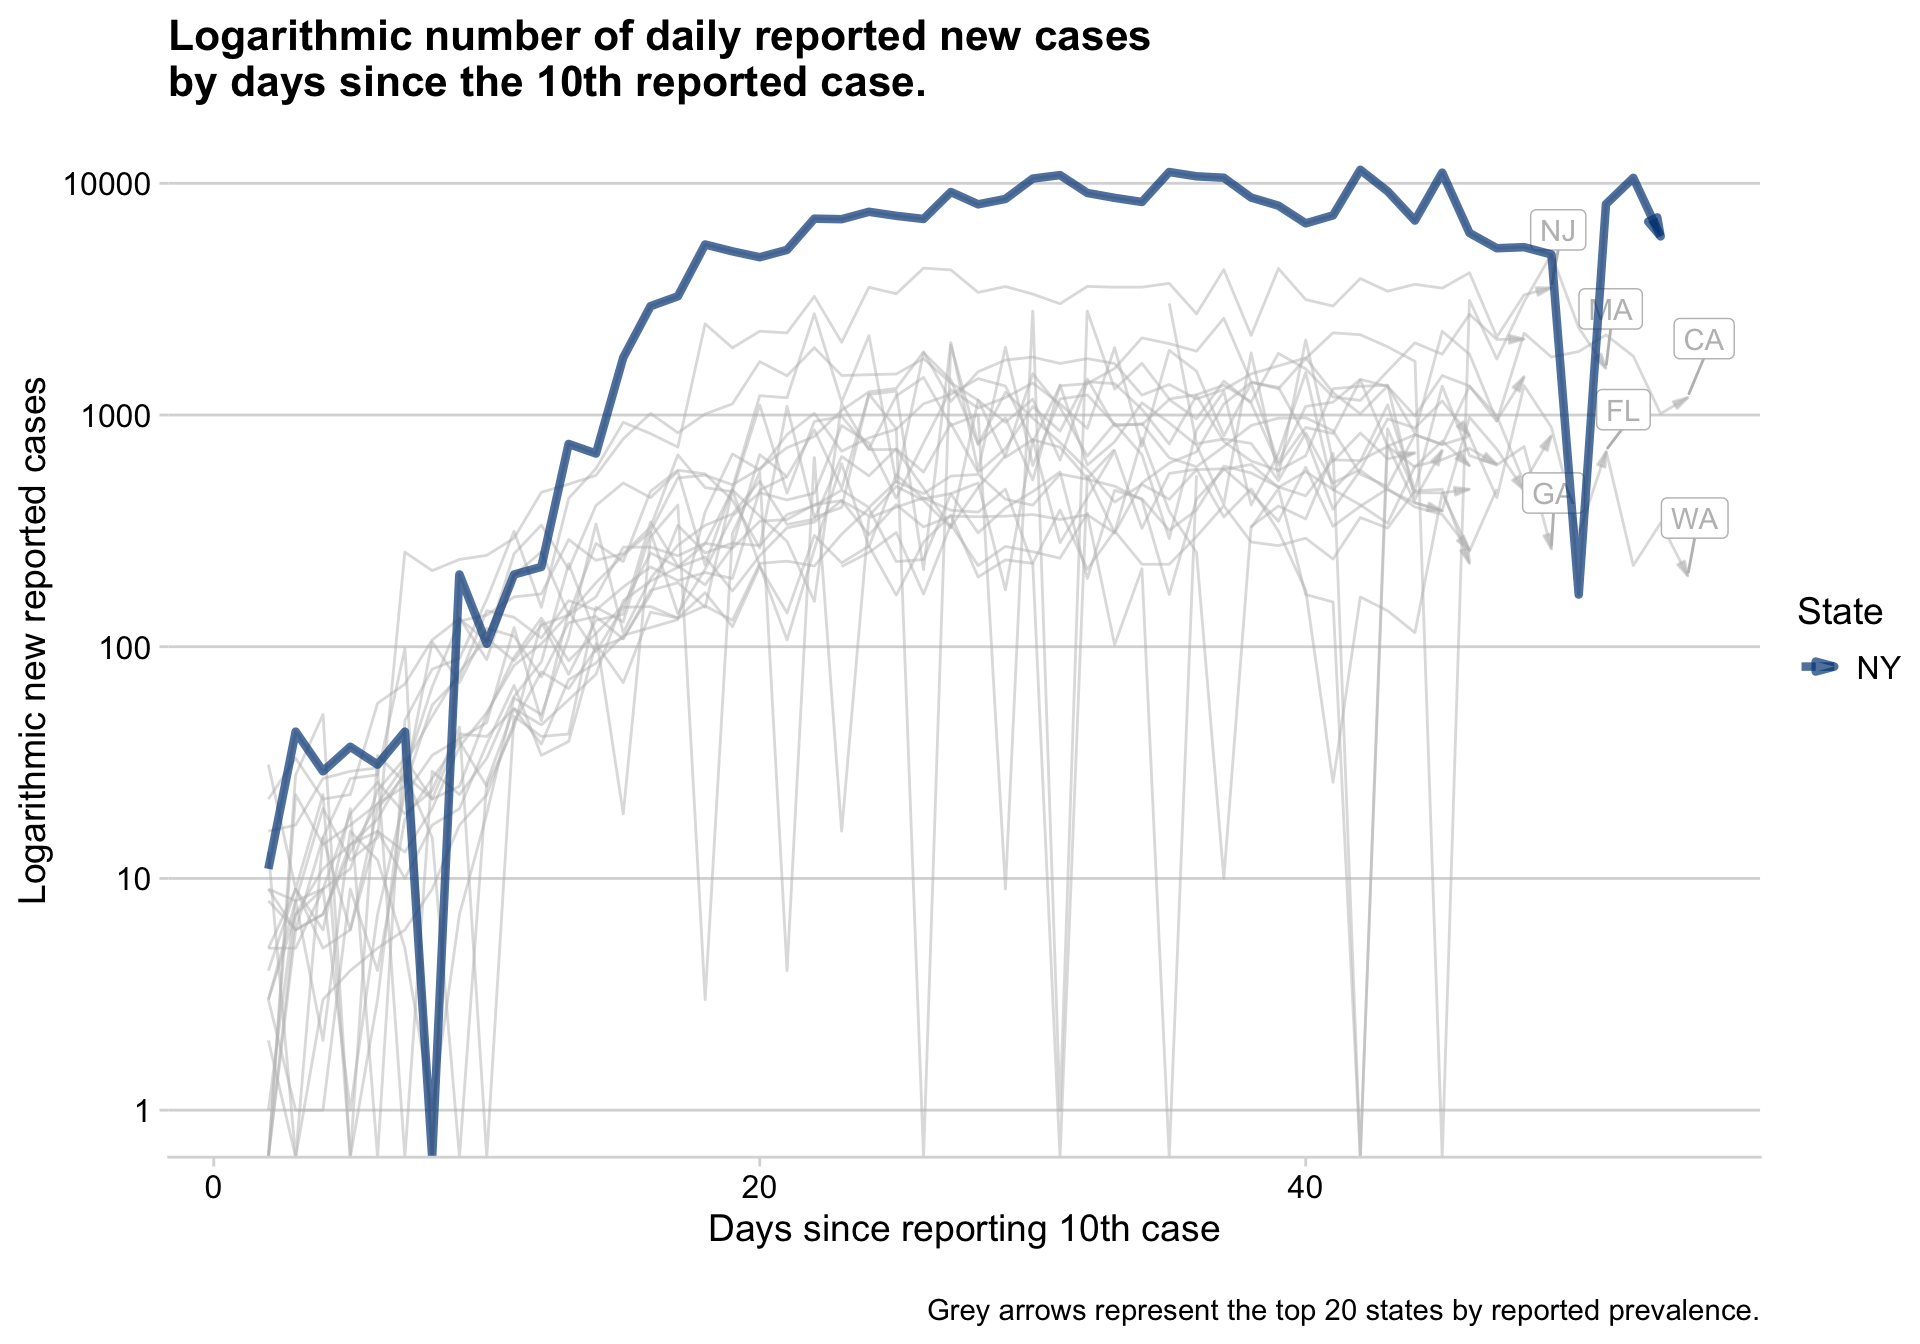 Logarithmic number of daily reported new cases
by days since the 10th reported case.
Logarithmic new reported cases
10000
1000
100
10
1
NJ
MA
CA
FL
GA
WA
State
NY
0
20
40
Days since reporting 10th case
Grey arrows represent the top 20 states by reported prevalence.